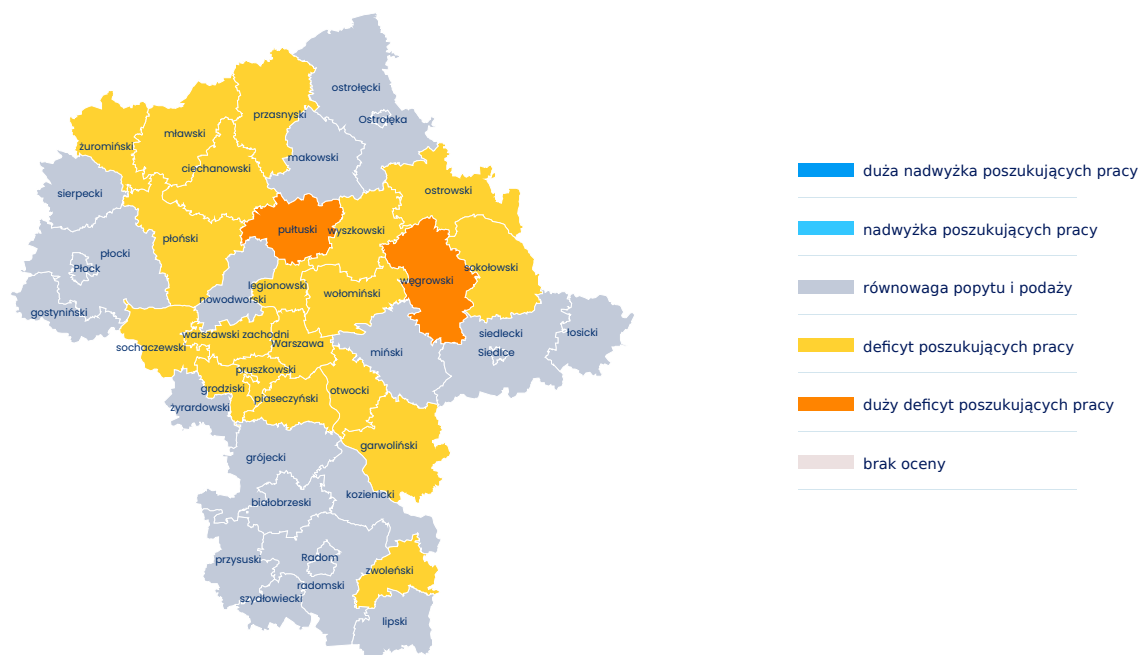 ostrołęcki
Ostrołęka
przasnyski
mławski
żuromiński
makowski
ciechanowski
ostrowski
sierpecki
pułtuski
wyszkowski
płoński
płocki
Płock
sokołowski
węgrowski
legionowski
wołomiński
nowodworski
gostyniński
warszawski zachodni
Warszawa
sochaczewski
siedlecki
Siedlce
łosicki
miński
pruszkowski
grodziski
otwocki
piaseczyński
żyrardowski
garwoliński
grójecki
kozienicki
białobrzeski
przysuski
Radom
zwoleński
radomski
szydłowiecki
lipski
duża nadwyżka poszukujących pracy
nadwyżka poszukujących pracy
równowaga popytu i podaży
deficyt poszukujących pracy
duży deficyt poszukujących pracy
brak oceny